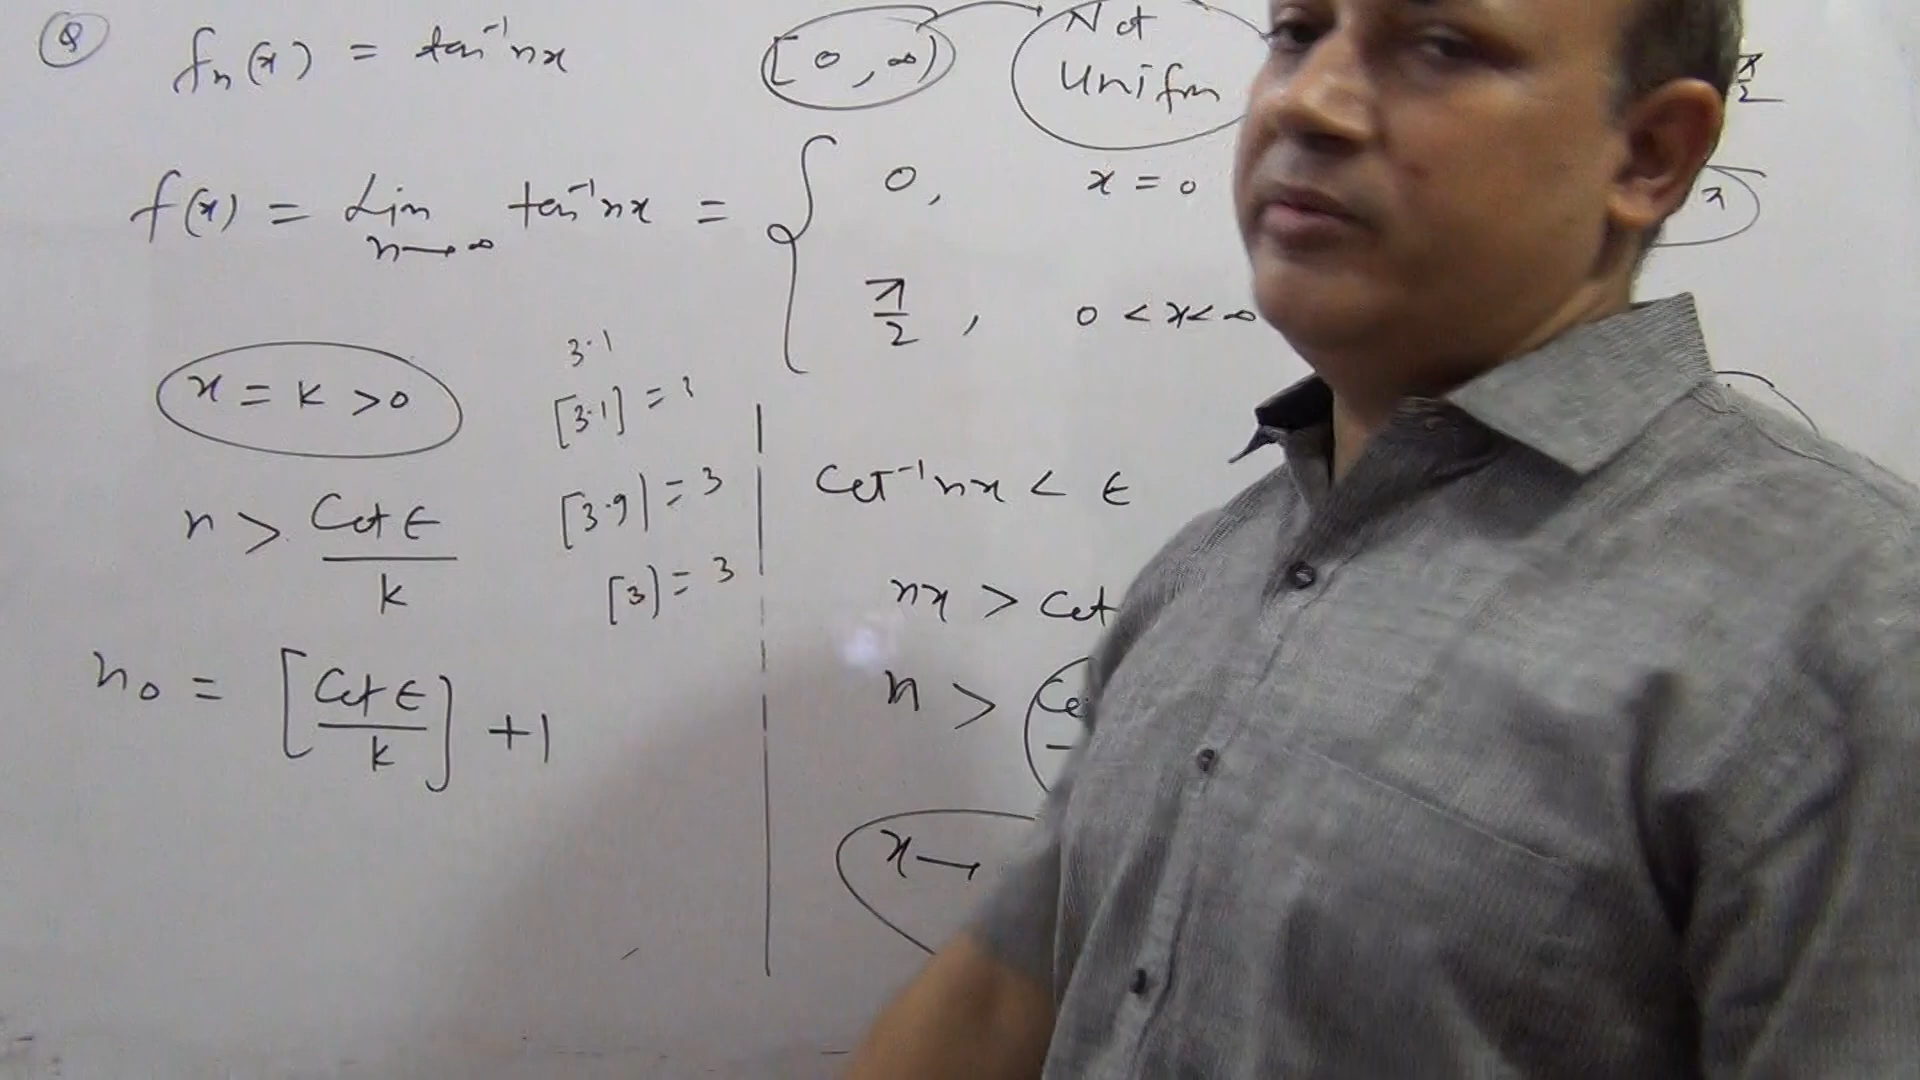 Q fₙ(x) = tan⁻¹nx [0, ∞) Not Unifm π/2
f(x) = Lim n→∞ tan⁻¹nx = { 0, x = 0
π/2, 0 < x < ∞
x
x = k > 0
n > Cot ϵ / k
n₀ = [Cot ϵ / k] + 1
3.1
[3.1] = 3
[3.9] = 3
[3] = 3
Cot⁻¹nx < ϵ
nx > Cot
n >
x →